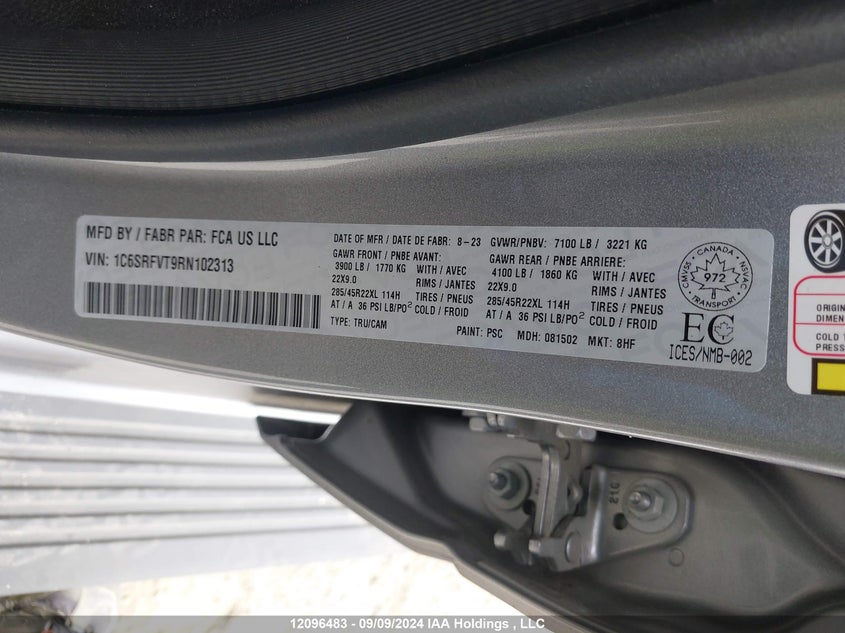 MFD BY / FABR PAR: FCA US LLC
VIN: 1C6SRFVT9RN102313
DATE OF MFR / DATE DE FABR: 8-23 GVWR/PNBV: 7100 LB / 3221 KG
GAWR FRONT / PNBE AVANT: GAWR REAR / PNBE ARRIERE:
3900 LB / 1770 KG WITH / AVEC 4100 LB / 1860 KG WITH / AVEC
22X9.0 RIMS / JANTES 22X9.0 RIMS / JANTES
285/45R22XL 114H TIRES / PNEUS 285/45R22XL 114H TIRES / PNEUS
AT / A 36 PSI LB/PO² COLD / FROID AT / A 36 PSI LB/PO² COLD / FROID
TYPE: TRU/CAM PAINT: PSC MDH: 081502 MKT: 8HF
CMVSS CANADA NSVAC
972
TRANSPORT
EC
ICES/NMB-002
ORIGIN
DIMEN
COLD T
PRESS
216
12096483 - 09/09/2024 IAA Holdings , LLC